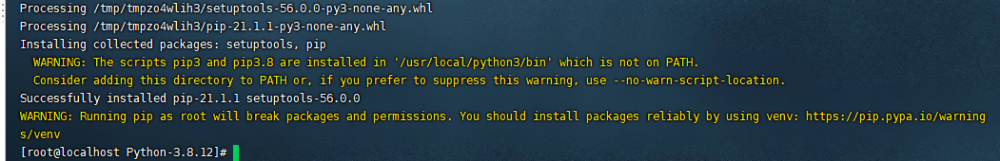 Processing /tmp/tmpzo4wlih3/setuptools-56.0.0-py3-none-any.whl
Processing /tmp/tmpzo4wlih3/pip-21.1.1-py3-none-any.whl
Installing collected packages: setuptools, pip
  WARNING: The scripts pip3 and pip3.8 are installed in '/usr/local/python3/bin' which is not on PATH.
  Consider adding this directory to PATH or, if you prefer to suppress this warning, use --no-warn-script-location.
Successfully installed pip-21.1.1 setuptools-56.0.0
WARNING: Running pip as root will break packages and permissions. You should install packages reliably by using venv: https://pip.pypa.io/warning
s/venv
[root@localhost Python-3.8.12]#